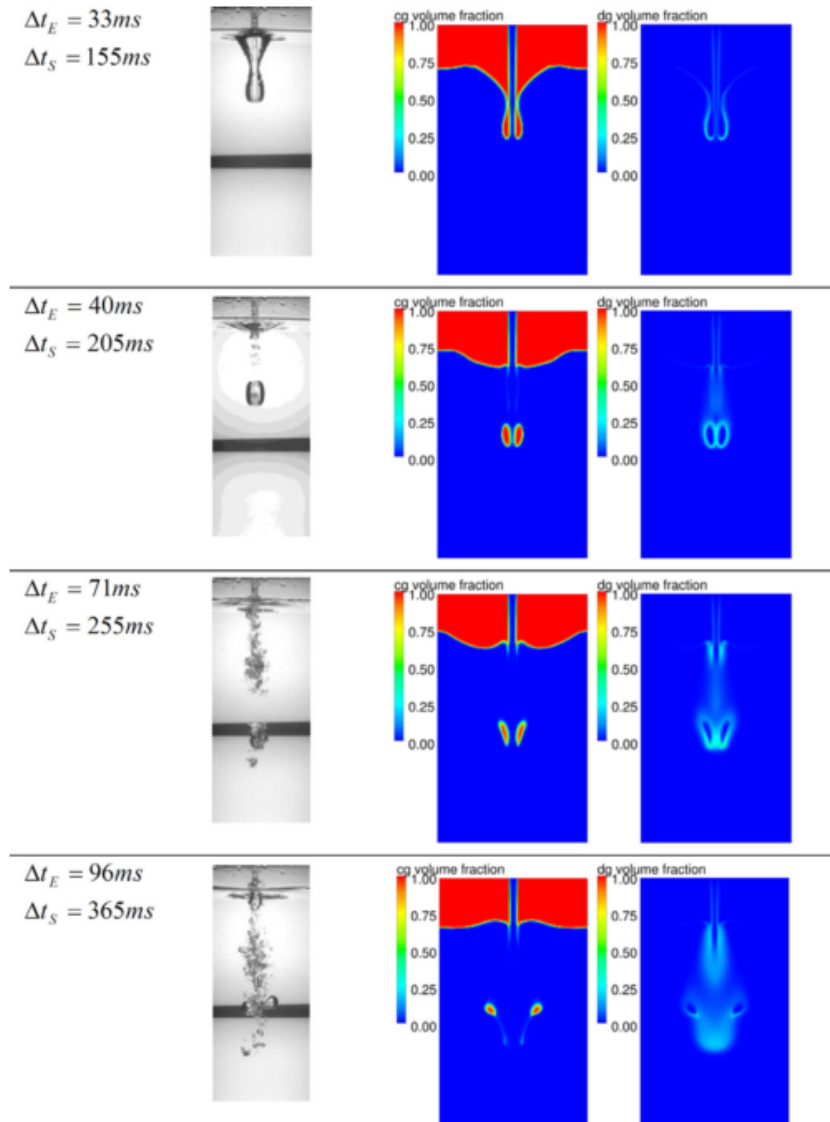 Δt_E = 33ms
Δt_S = 155ms
cg volume fraction
1.00
0.75
0.50
0.25
0.00
dg volume fraction
1.00
0.75
0.50
0.25
0.00
Δt_E = 40ms
Δt_S = 205ms
cg volume fraction
1.00
0.75
0.50
0.25
0.00
dg volume fraction
1.00
0.75
0.50
0.25
0.00
Δt_E = 71ms
Δt_S = 255ms
cg volume fraction
1.00
0.75
0.50
0.25
0.00
dg volume fraction
1.00
0.75
0.50
0.25
0.00
Δt_E = 96ms
Δt_S = 365ms
cg volume fraction
1.00
0.75
0.50
0.25
0.00
dg volume fraction
1.00
0.75
0.50
0.25
0.00